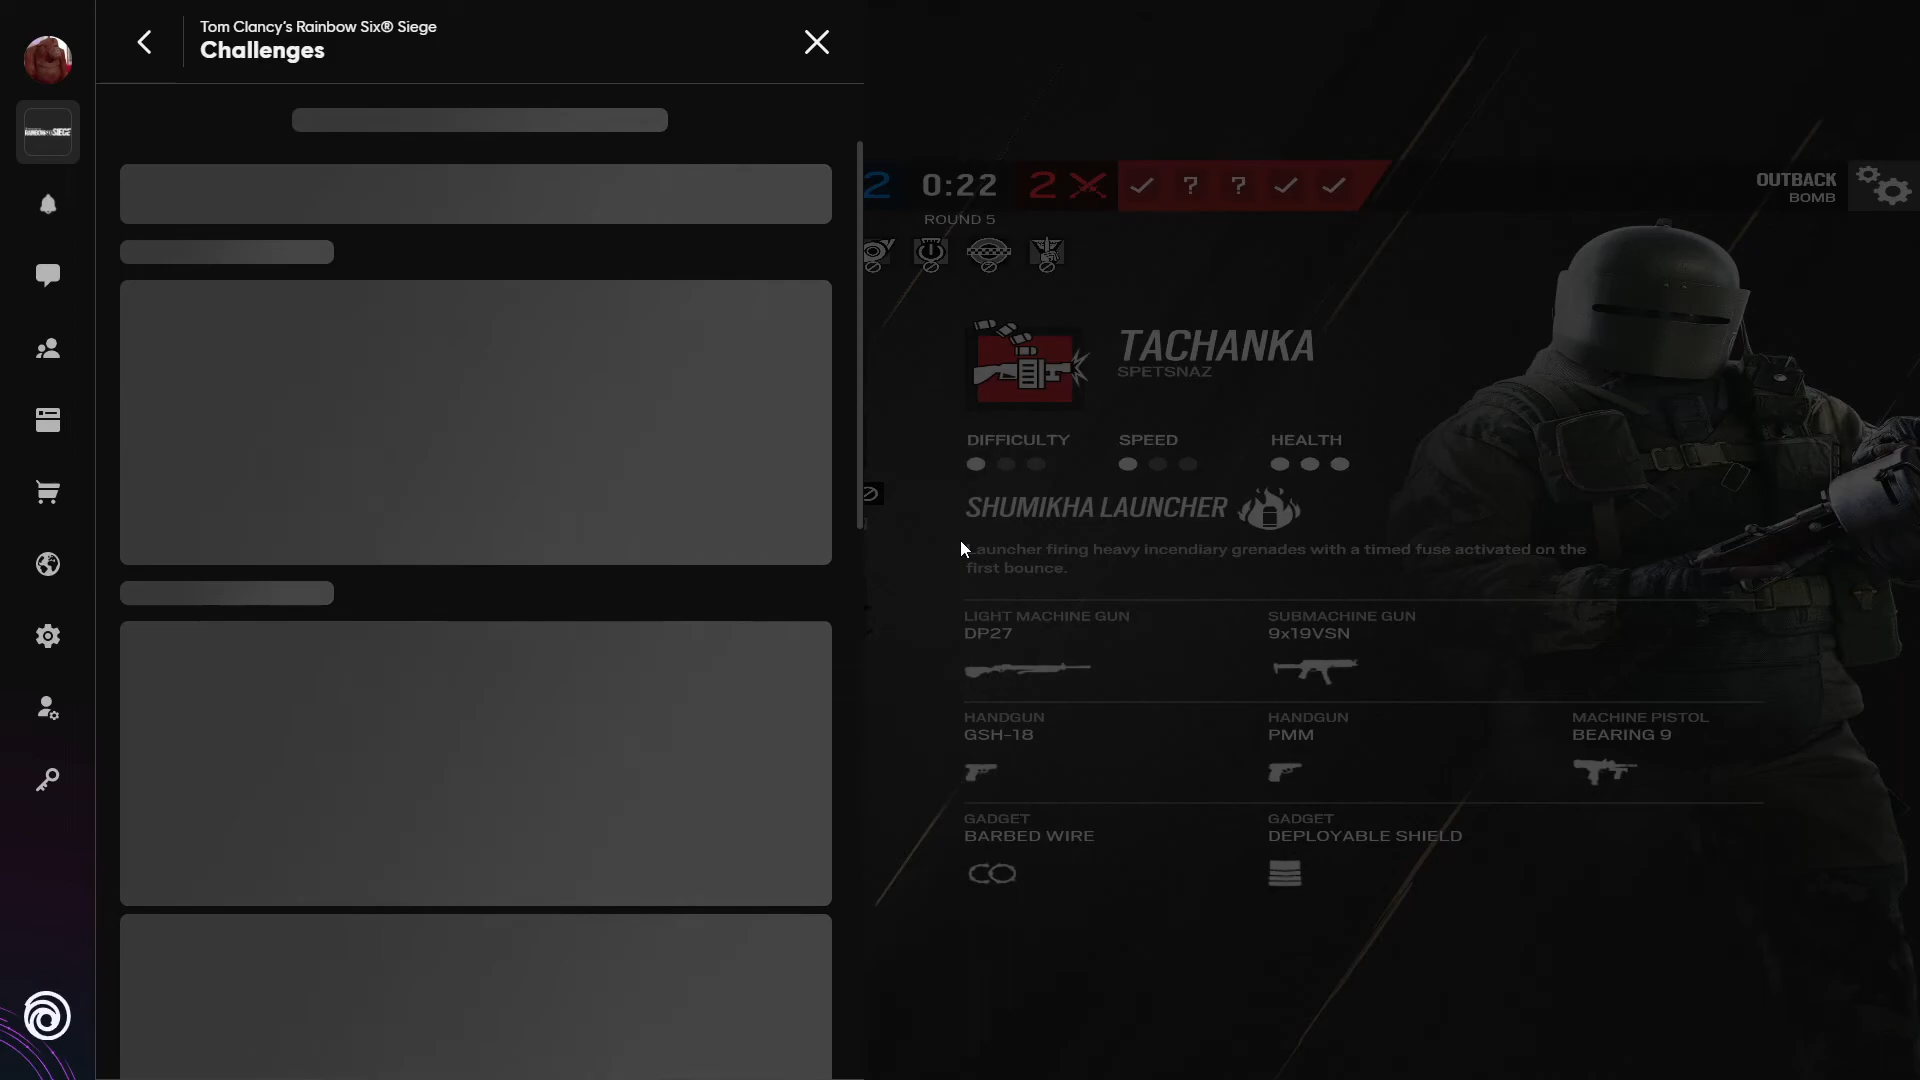 Tom Clancy's Rainbow Six® Siege
Challenges
2
0:22
2
? ?
ROUND 5
OUTBACK
BOMB
TACHANKA
SPETSNAZ
DIFFICULTY
SPEED
HEALTH
SHUMIKHA LAUNCHER
Launcher firing heavy incendiary grenades with a timed fuse activated on the
first bounce.
LIGHT MACHINE GUN
DP27
SUBMACHINE GUN
9x19VSN
HANDGUN
GSH-18
HANDGUN
PMM
MACHINE PISTOL
BEARING 9
GADGET
BARBED WIRE
GADGET
DEPLOYABLE SHIELD